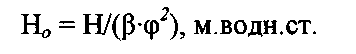 Hₒ = H/(β·φ²), м.водн.ст.